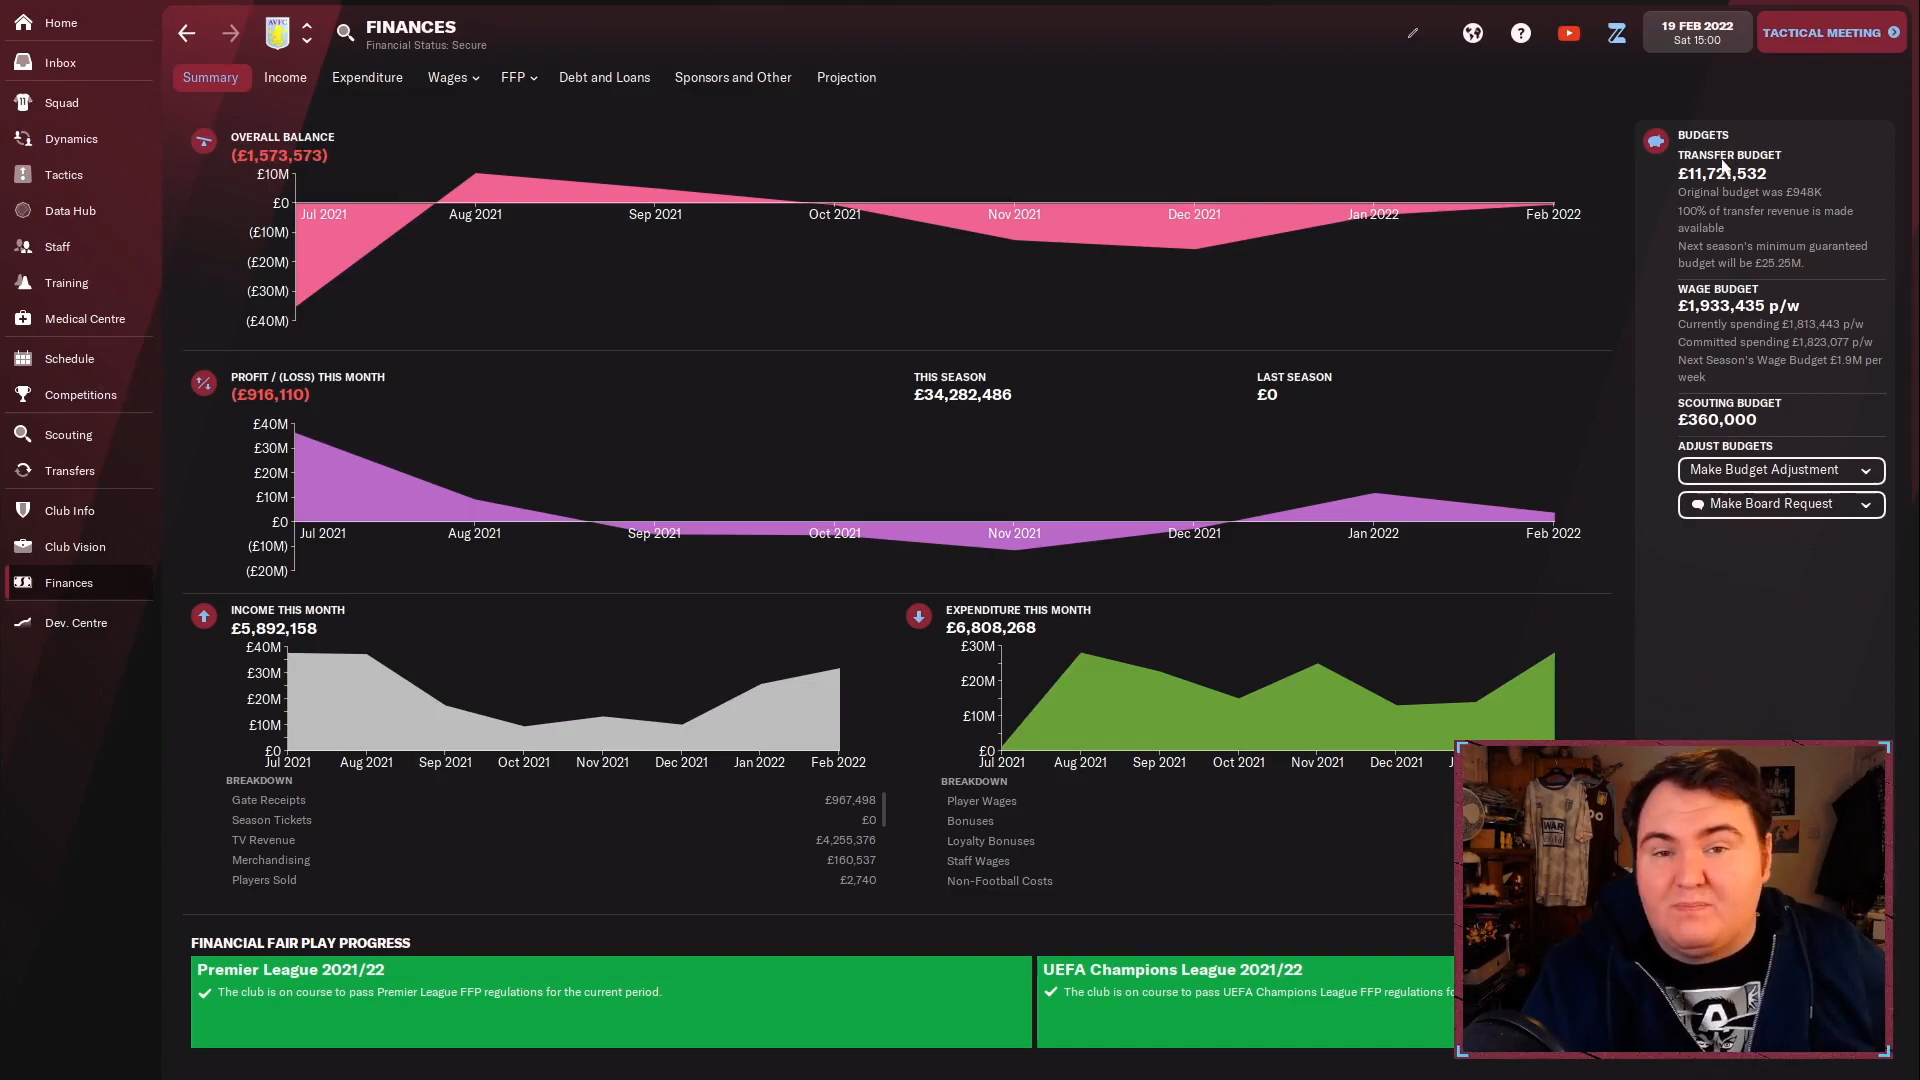 Home
Inbox
Squad
Dynamics
Tactics
Data Hub
Staff
Training
Medical Centre
Schedule
Competitions
Scouting
Transfers
Club Info
Club Vision
Finances
Dev. Centre
AVFC
FINANCES
Financial Status: Secure
19 FEB 2022
Sat 15:00
TACTICAL MEETING
Summary Income Expenditure Wages FFP Debt and Loans Sponsors and Other Projection
OVERALL BALANCE
(£1,573,573)
£10M
£0
(£10M)
(£20M)
(£30M)
(£40M)
Jul 2021 Aug 2021 Sep 2021 Oct 2021 Nov 2021 Dec 2021 Jan 2022 Feb 2022
PROFIT / (LOSS) THIS MONTH
(£916,110)
THIS SEASON
£34,282,486
LAST SEASON
£0
£40M
£30M
£20M
£10M
£0
(£10M)
(£20M)
Jul 2021 Aug 2021 Sep 2021 Oct 2021 Nov 2021 Dec 2021 Jan 2022 Feb 2022
INCOME THIS MONTH
£5,892,158
£40M
£30M
£20M
£10M
£0
Jul 2021 Aug 2021 Sep 2021 Oct 2021 Nov 2021 Dec 2021 Jan 2022 Feb 2022
BREAKDOWN
Gate Receipts £967,498
Season Tickets £0
TV Revenue £4,255,376
Merchandising £160,537
Players Sold £2,740
EXPENDITURE THIS MONTH
£6,808,268
£30M
£20M
£10M
£0
Jul 2021 Aug 2021 Sep 2021 Oct 2021 Nov 2021 Dec 2021
BREAKDOWN
Player Wages
Bonuses
Loyalty Bonuses
Staff Wages
Non-Football Costs
FINANCIAL FAIR PLAY PROGRESS
Premier League 2021/22
The club is on course to pass Premier League FFP regulations for the current period.
UEFA Champions League 2021/22
The club is on course to pass UEFA Champions League FFP regulations
BUDGETS
TRANSFER BUDGET
£11,721,532
Original budget was £948K
100% of transfer revenue is made
available
Next season's minimum guaranteed
budget will be £25.25M.
WAGE BUDGET
£1,933,435 p/w
Currently spending £1,813,443 p/w
Committed spending £1,823,077 p/w
Next Season's Wage Budget £1.9M per
week
SCOUTING BUDGET
£360,000
ADJUST BUDGETS
Make Budget Adjustment
Make Board Request
WAR